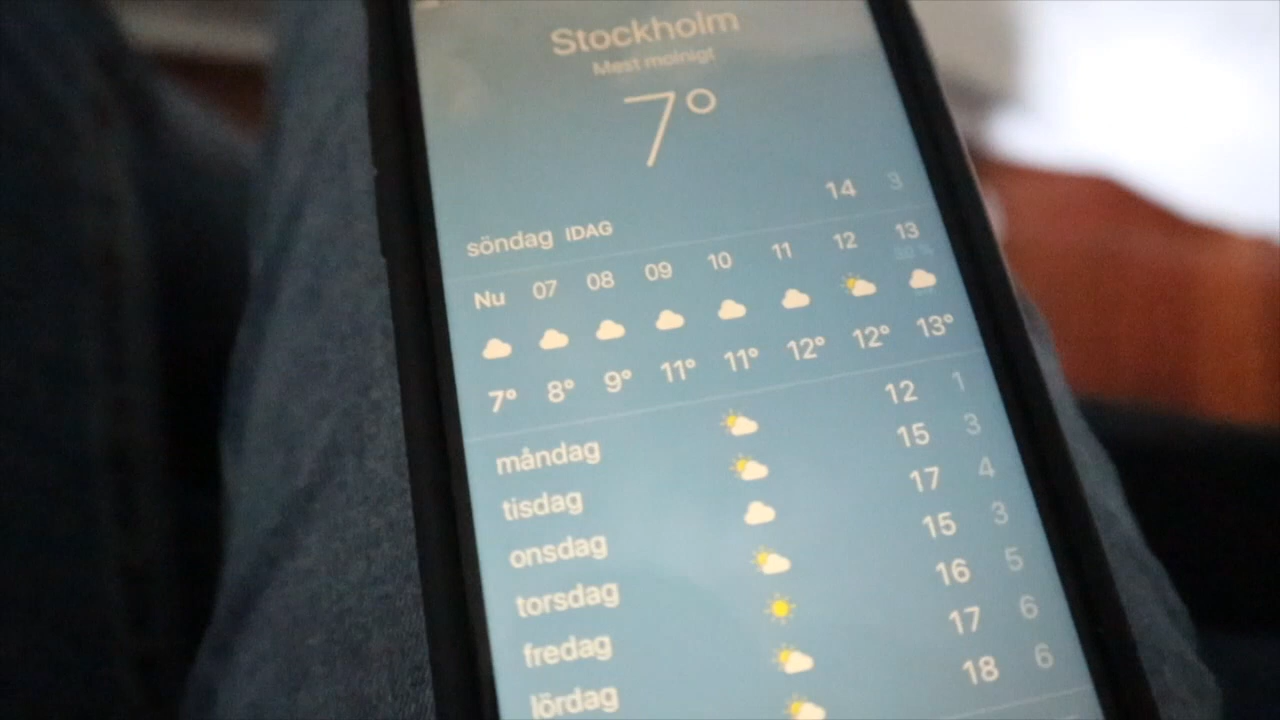 Stockholm
Mest molnigt
7°
söndag IDAG 14 3
Nu 07 08 09 10 11 12 13
7° 8° 9° 11° 11° 12° 12° 13°
måndag 12 1
tisdag 15 3
onsdag 17 4
torsdag 15 3
fredag 16 5
lördag 17 6
18 6